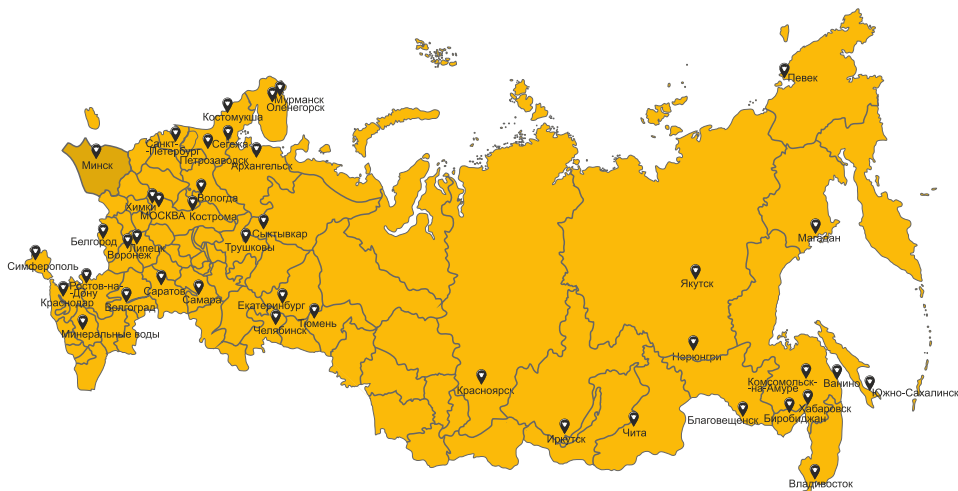 Певек
Мурманск
Оленегорск
Костомукша
Санкт-
-Петербург
Сегежа
Петрозаводск
Архангельск
Минск
Вологда
Химки
МОСКВА
Кострома
Сыктывкар
Белгород
Липецк
Трушковы
Воронеж
Магадан
Симферополь
Ростов-на-
-Дону
Якутск
Краснодар
Саратов
Самара
Волгоград
Екатеринбург
Тюмень
Челябинск
Минеральные воды
Нерюнгри
Красноярск
Комсомольск-
-на-Амуре
Ванино
Южно-Сахалинск
Хабаровск
Благовещенск
Биробиджан
Чита
Иркутск
Владивосток